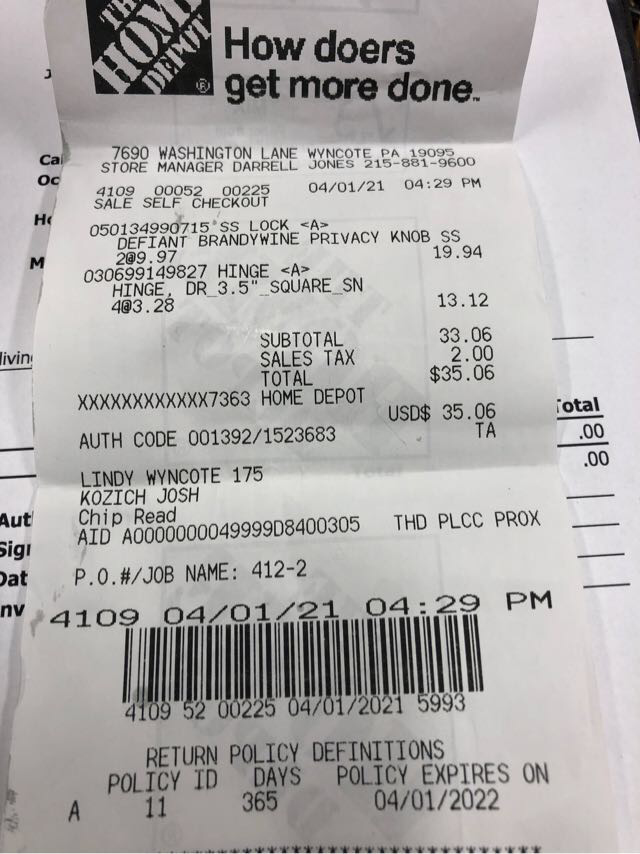 THE
HOME
DEPOT
®
How doers
get more done.™
7690 WASHINGTON LANE WYNCOTE PA 19095
STORE MANAGER DARRELL JONES 215-881-9600
4109 00052 00225 04/01/21 04:29 PM
SALE SELF CHECKOUT
050134990715 SS LOCK <A>
DEFIANT BRANDYWINE PRIVACY KNOB SS
2@9.97 19.94
030699149827 HINGE <A>
HINGE, DR_3.5"_SQUARE_SN
4@3.28 13.12
SUBTOTAL 33.06
SALES TAX 2.00
TOTAL $35.06
XXXXXXXXXXXX7363 HOME DEPOT
USD$ 35.06
AUTH CODE 001392/1523683 TA
LINDY WYNCOTE 175
KOZICH JOSH
Chip Read
AID A0000000049999D8400305 THD PLCC PROX
P.O.#/JOB NAME: 412-2
4109 04/01/21 04:29 PM
4109 52 00225 04/01/2021 5993
RETURN POLICY DEFINITIONS
POLICY ID DAYS POLICY EXPIRES ON
A 11 365 04/01/2022
Total
.00
.00